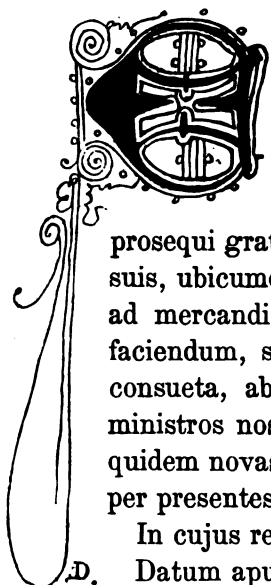 E
prosequi grat
suis, ubicum
ad mercandi
faciendum, s
consueta, ab
ministros nos
quidem novas
per presentes
In cujus re
D. Datum apu